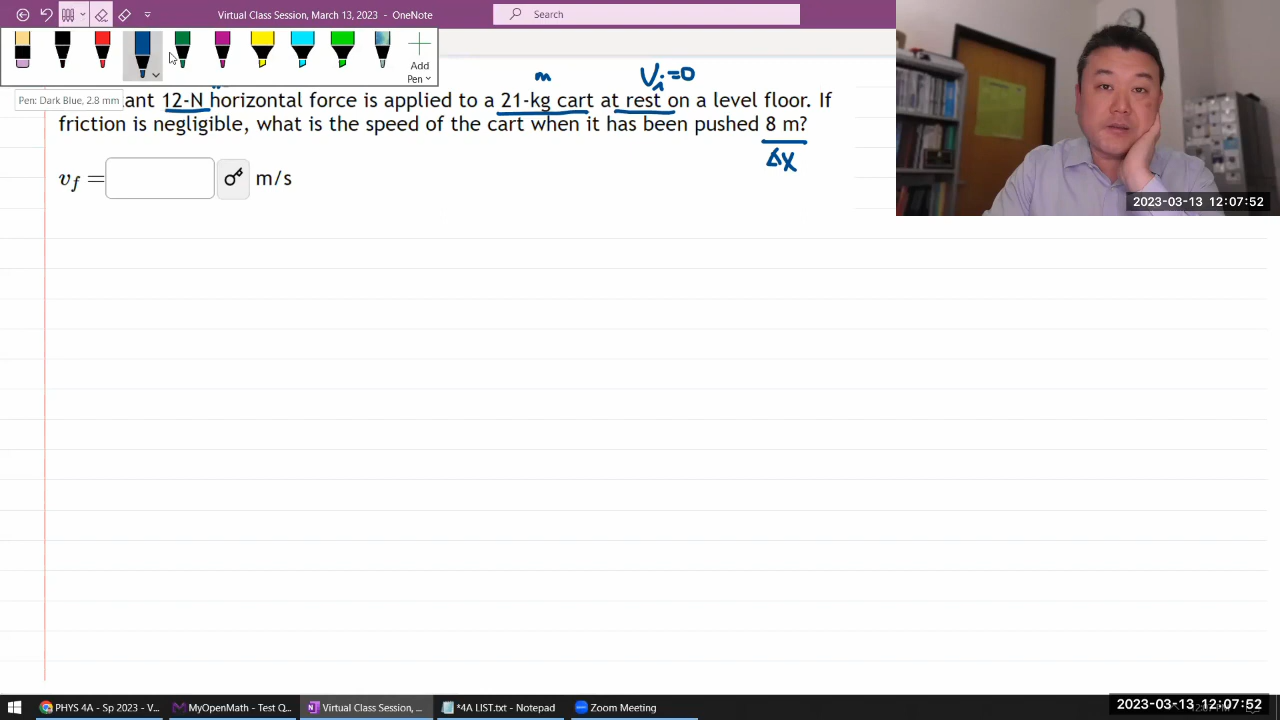 Virtual Class Session, March 13, 2023 - OneNote
Search
Add
Pen
Pen: Dark Blue, 2.8 mm
m
Vi=0
ant 12-N horizontal force is applied to a 21-kg cart at rest on a level floor. If
friction is negligible, what is the speed of the cart when it has been pushed 8 m?
Δx
vf = m/s
2023-03-13 12:07:52
PHYS 4A - Sp 2023 - V...
MyOpenMath - Test Q...
Virtual Class Session, ...
*4A LIST.txt - Notepad
Zoom Meeting
2023-03-13 12:07:52